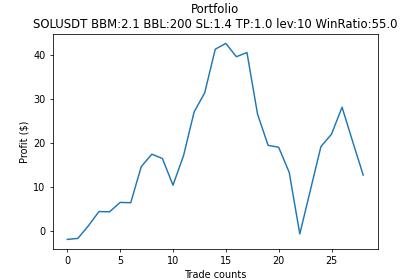 Portfolio
SOLUSDT BBM:2.1 BBL:200 SL:1.4 TP:1.0 lev:10 WinRatio:55.0
Profit ($)
40
30
20
10
0
0 5 10 15 20 25
Trade counts